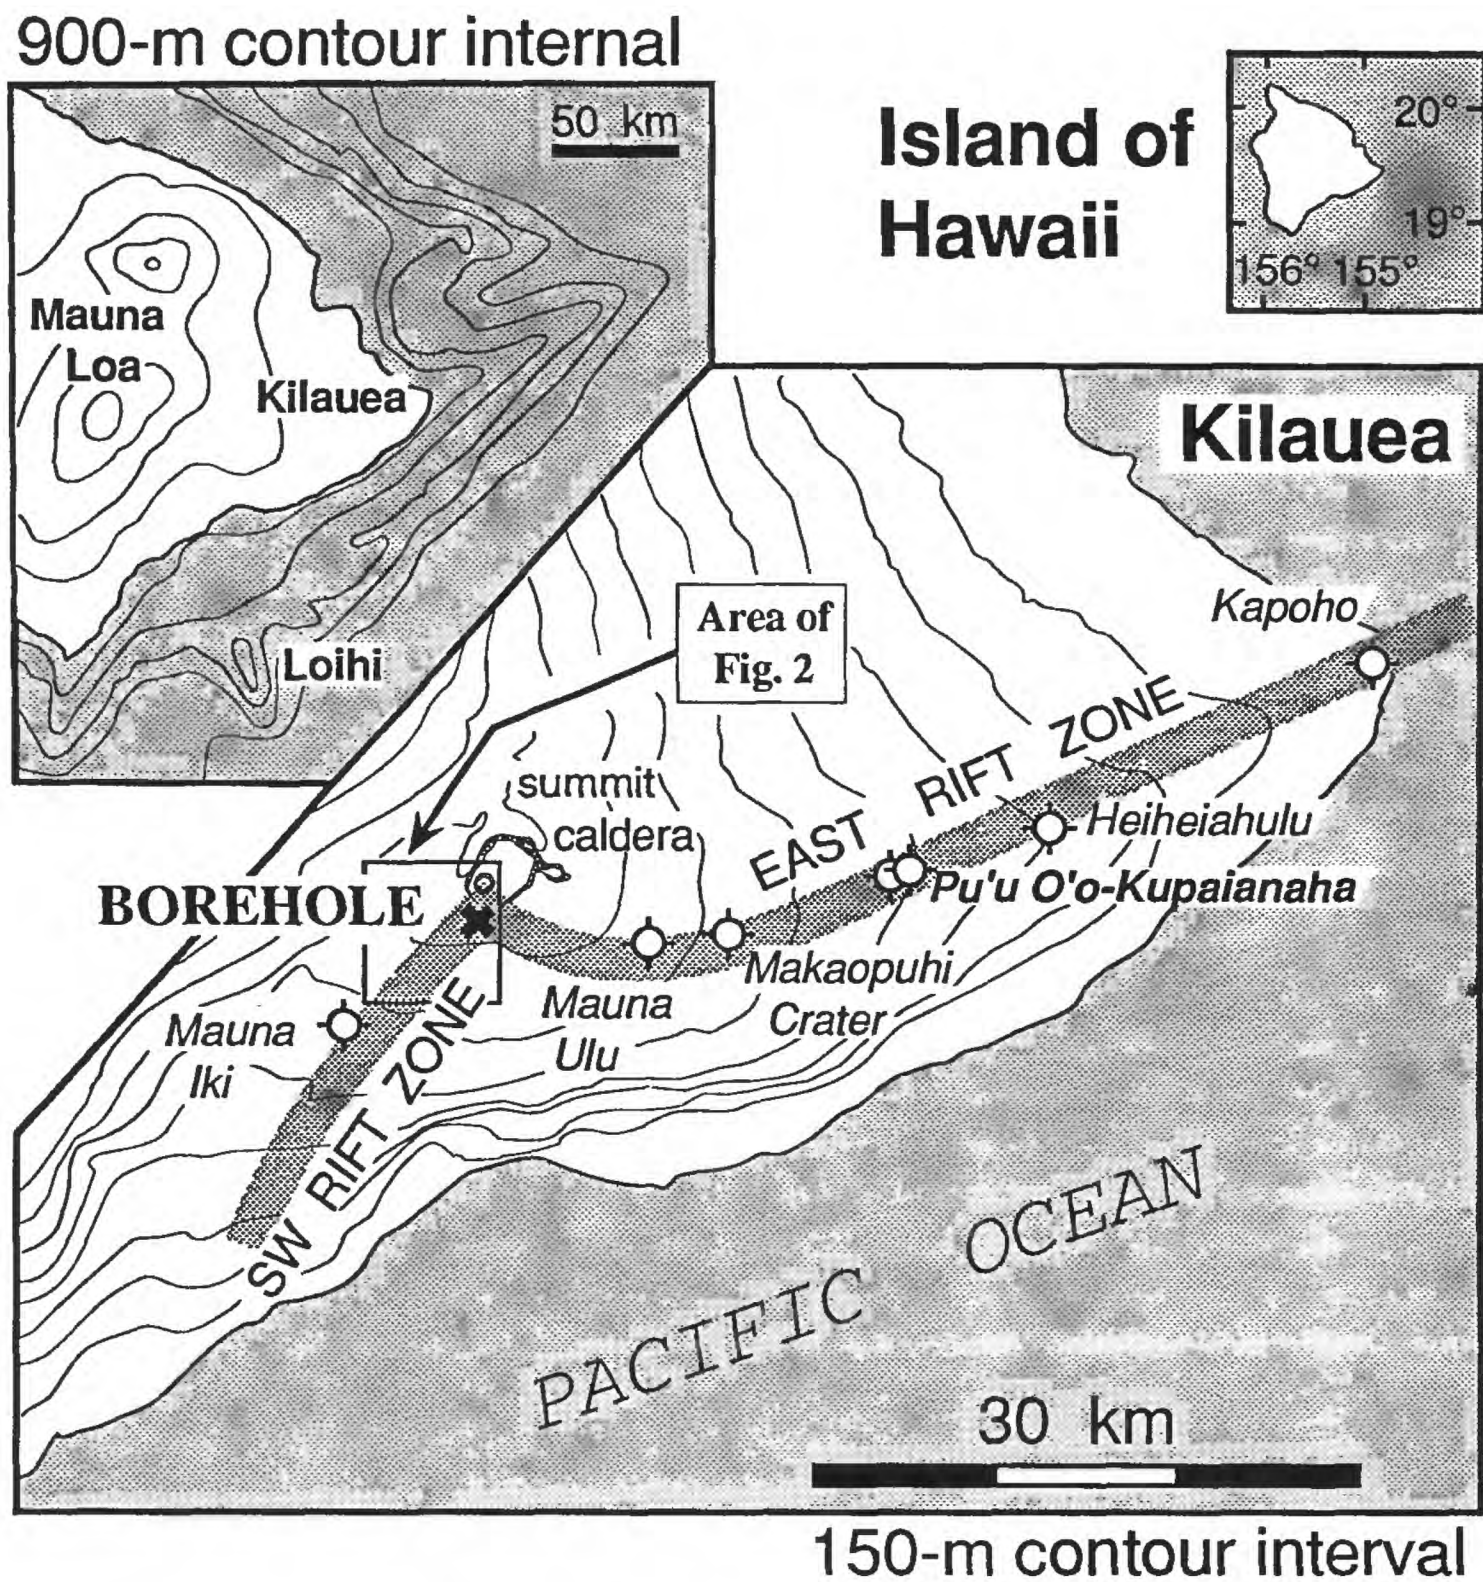 900-m contour internal
50 km
Mauna
Loa
Kilauea
Loihi
Island of
Hawaii
20°
19°
156° 155°
Kilauea
Kapoho
Area of
Fig. 2
EAST RIFT ZONE
summit
caldera
Heiheiahulu
Pu'u O'o-Kupaianaha
BOREHOLE
Makaopuhi
Crater
Mauna
Ulu
Mauna
Iki
SW RIFT ZONE
PACIFIC OCEAN
30 km
150-m contour interval